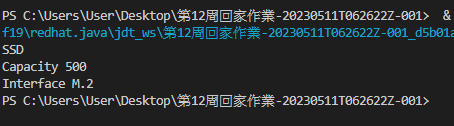 PS C:\Users\User\Desktop\第12周回家作業-20230511T062622Z-001> &
f19\redhat.java\jdt_ws\第12周回家作業-20230511T062622Z-001_d5b01a
SSD
Capacity 500
Interface M.2
PS C:\Users\User\Desktop\第12周回家作業-20230511T062622Z-001>